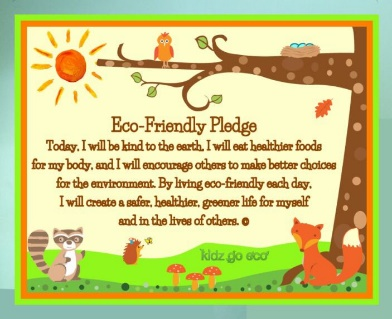 Eco-Friendly Pledge
Today, I will be kind to the earth, I will eat healthier foods
for my body, and I will encourage others to make better choices
for the environment. By living eco-friendly each day,
I will create a safer, healthier, greener life for myself
and in the lives of others. ©
'kidz go eco'